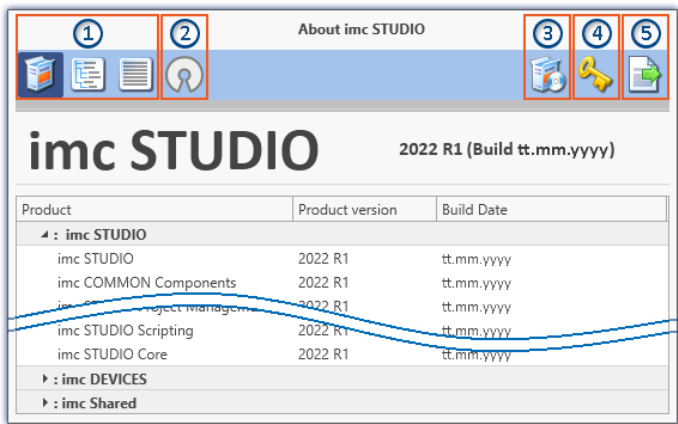 1 2 About imc STUDIO 3 4 5
imc STUDIO 2022 R1 (Build tt.mm.yyyy)
Product Product version Build Date
: imc STUDIO
imc STUDIO 2022 R1 tt.mm.yyyy
imc COMMON Components 2022 R1 tt.mm.yyyy
imc 2022 R1 tt.mm.yyyy
imc STUDIO Scripting 2022 R1 tt.mm.yyyy
imc STUDIO Core 2022 R1 tt.mm.yyyy
: imc DEVICES
: imc Shared